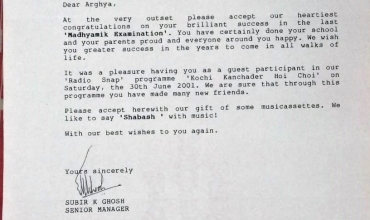 Dear Arghya,
At the very outset please accept our heartiest
congratulations on your brilliant success in the last
'Madhyamik Examination'. You have certainly done your school
and your parents proud and everyone around you happy. We wish
you greater success in the years to come in all walks of
life.
It was a pleasure having you as a guest participant in our
'Radio Snap' programme 'Kochi Kanchader Hoi Choi' on
Saturday, the 30th June 2001. We are sure that through this
programme you have made many new friends.
Please accept herewith our gift of some musicassettes. We
like to say 'Shabash ' with music!
With our best wishes to you again.
Yours sincerely
SUBIR K GHOSH
SENIOR MANAGER